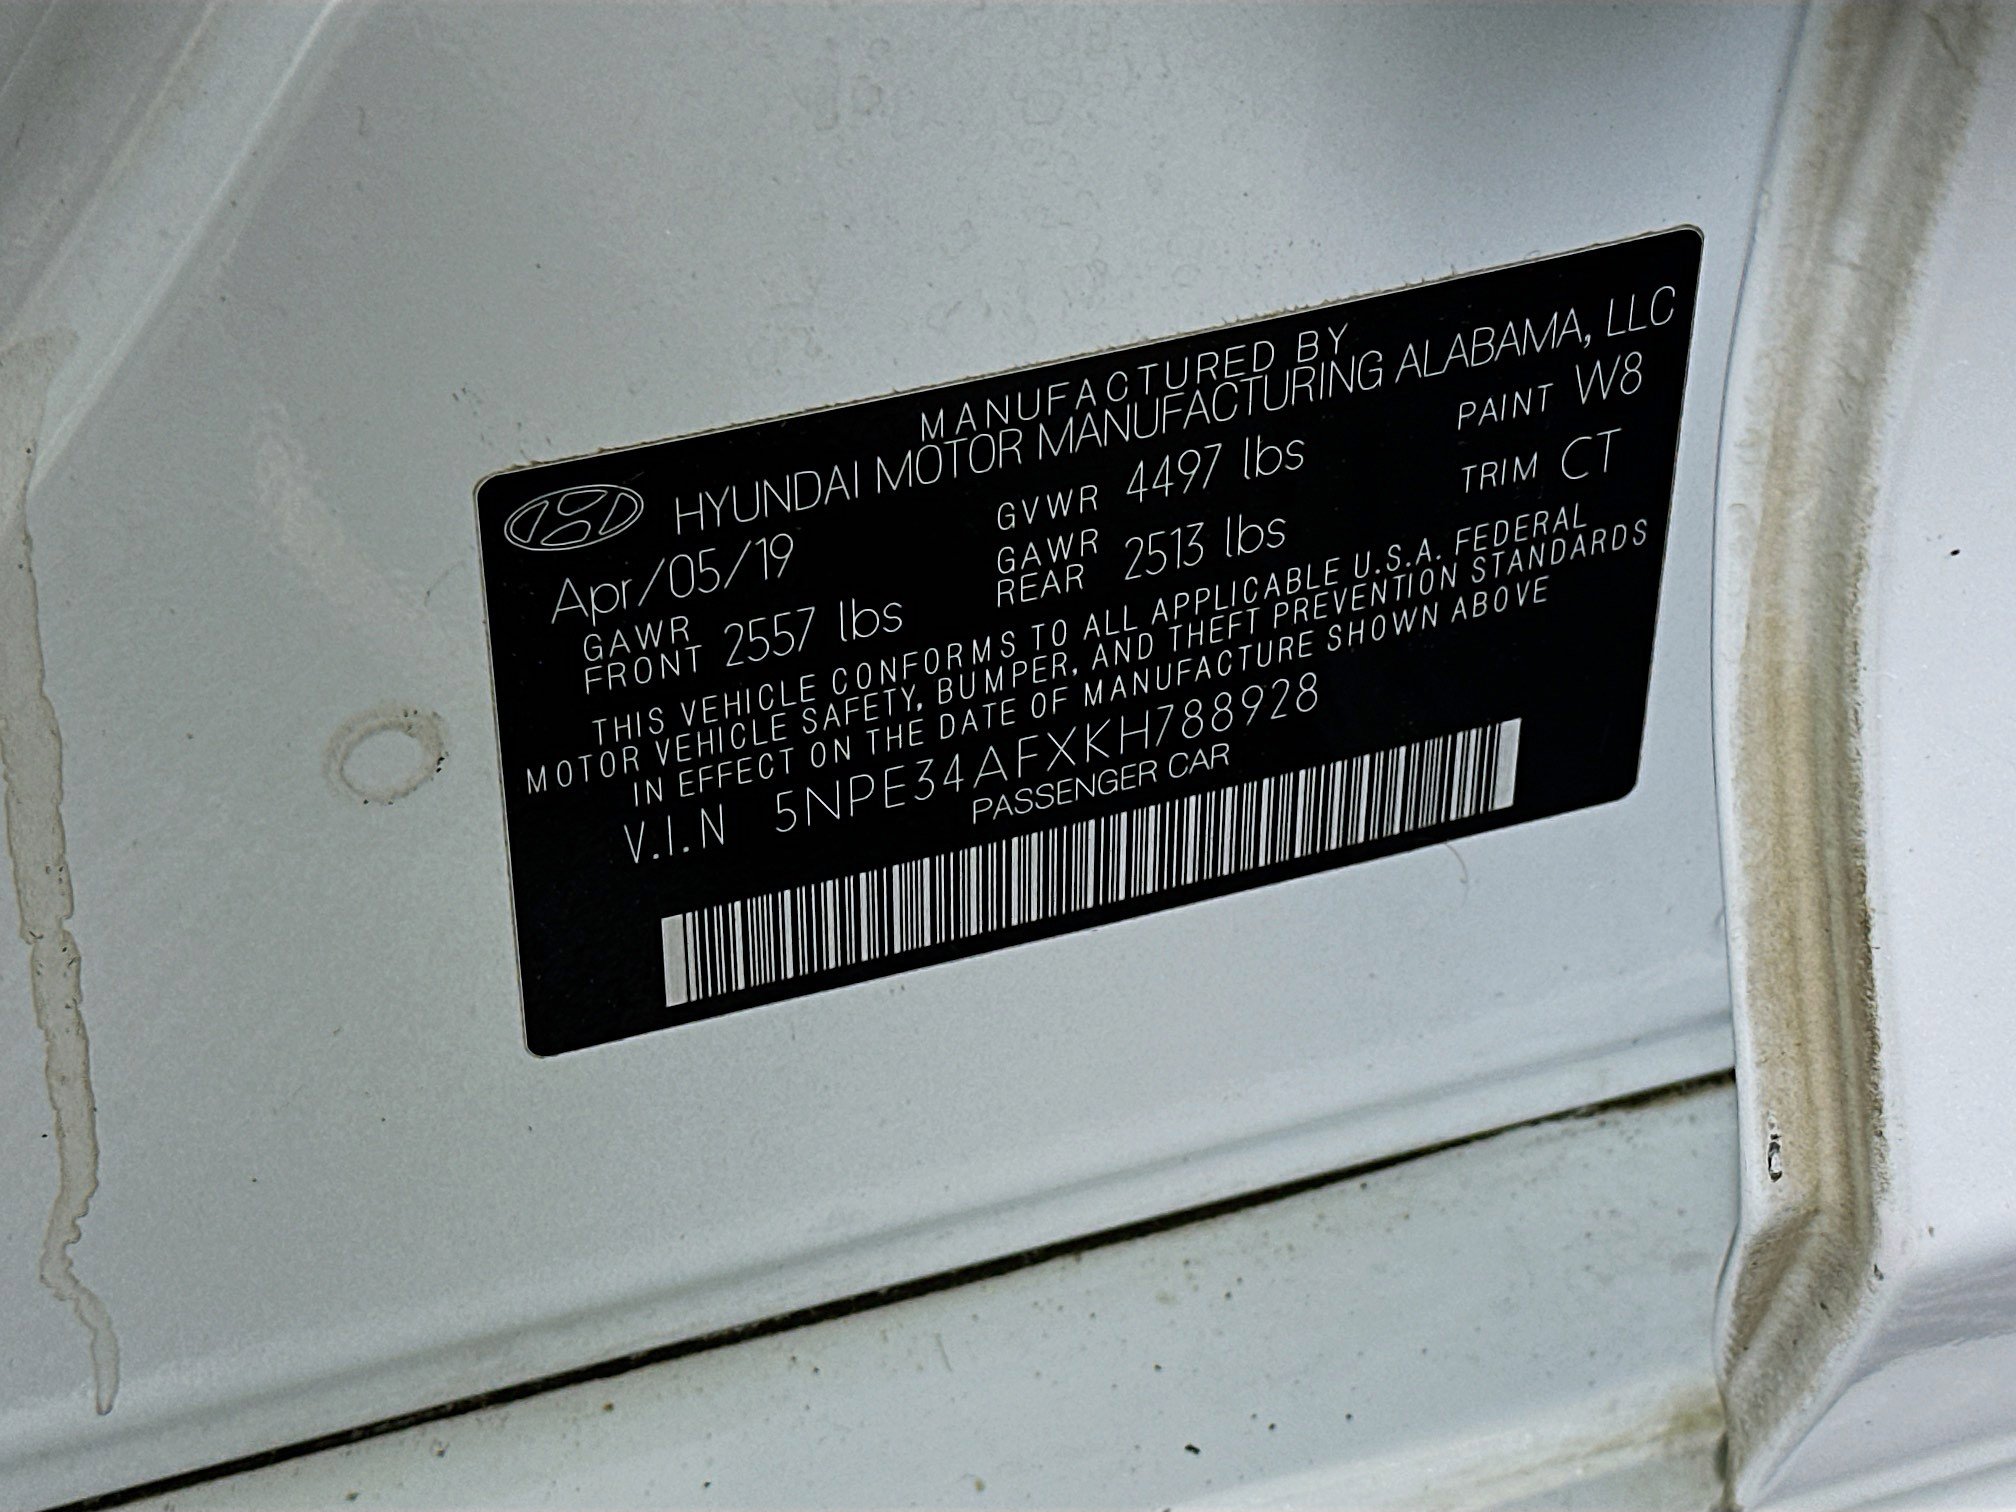 MANUFACTURED BY
HYUNDAI MOTOR MANUFACTURING ALABAMA, LLC
Apr/05/19 GVWR 4497 lbs PAINT W8
GAWR FRONT 2557 lbs GAWR REAR 2513 lbs TRIM CT
THIS VEHICLE CONFORMS TO ALL APPLICABLE U.S.A. FEDERAL
MOTOR VEHICLE SAFETY, BUMPER, AND THEFT PREVENTION STANDARDS
IN EFFECT ON THE DATE OF MANUFACTURE SHOWN ABOVE
V.I.N 5NPE34AFXKH788928
PASSENGER CAR